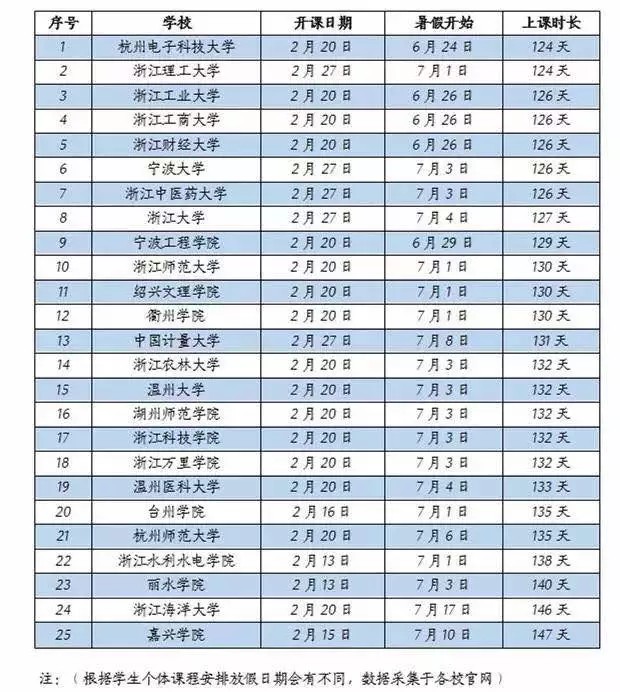 序号 学校 开课日期 暑假开始 上课时长
1 杭州电子科技大学 2月20日 6月24日 124天
2 浙江理工大学 2月27日 7月1日 124天
3 浙江工业大学 2月20日 6月26日 126天
4 浙江工商大学 2月20日 6月26日 126天
5 浙江财经大学 2月20日 6月26日 126天
6 宁波大学 2月27日 7月3日 126天
7 浙江中医药大学 2月27日 7月3日 126天
8 浙江大学 2月27日 7月4日 127天
9 宁波工程学院 2月20日 6月29日 129天
10 浙江师范大学 2月20日 7月1日 130天
11 绍兴文理学院 2月20日 7月1日 130天
12 衢州学院 2月20日 7月1日 130天
13 中国计量大学 2月27日 7月8日 131天
14 浙江农林大学 2月20日 7月3日 132天
15 温州大学 2月20日 7月3日 132天
16 湖州师范学院 2月20日 7月3日 132天
17 浙江科技学院 2月20日 7月3日 132天
18 浙江万里学院 2月20日 7月3日 132天
19 温州医科大学 2月20日 7月4日 133天
20 台州学院 2月16日 7月1日 135天
21 杭州师范大学 2月20日 7月6日 135天
22 浙江水利水电学院 2月13日 7月1日 138天
23 丽水学院 2月13日 7月3日 140天
24 浙江海洋大学 2月20日 7月17日 146天
25 嘉兴学院 2月15日 7月10日 147天
注：（根据学生个体课程安排放假日期会有不同，数据采集于各校官网）